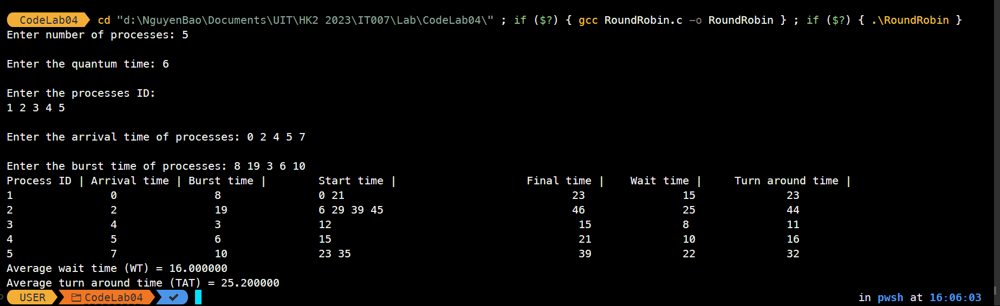 CodeLab04 cd "d:\NguyenBao\Documents\UIT\HK2 2023\IT007\Lab\CodeLab04\" ; if ($?) { gcc RoundRobin.c -o RoundRobin } ; if ($?) { .\RoundRobin }
Enter number of processes: 5
Enter the quantum time: 6
Enter the processes ID:
1 2 3 4 5
Enter the arrival time of processes: 0 2 4 5 7
Enter the burst time of processes: 8 19 3 6 10
Process ID | Arrival time | Burst time | Start time | Final time | Wait time | Turn around time |
1 0 8 0 21 23 15 23
2 2 19 6 29 39 45 46 25 44
3 4 3 12 15 8 11
4 5 6 15 21 10 16
5 7 10 23 35 39 22 32
Average wait time (WT) = 16.000000
Average turn around time (TAT) = 25.200000
USER CodeLab04 in pwsh at 16:06:03